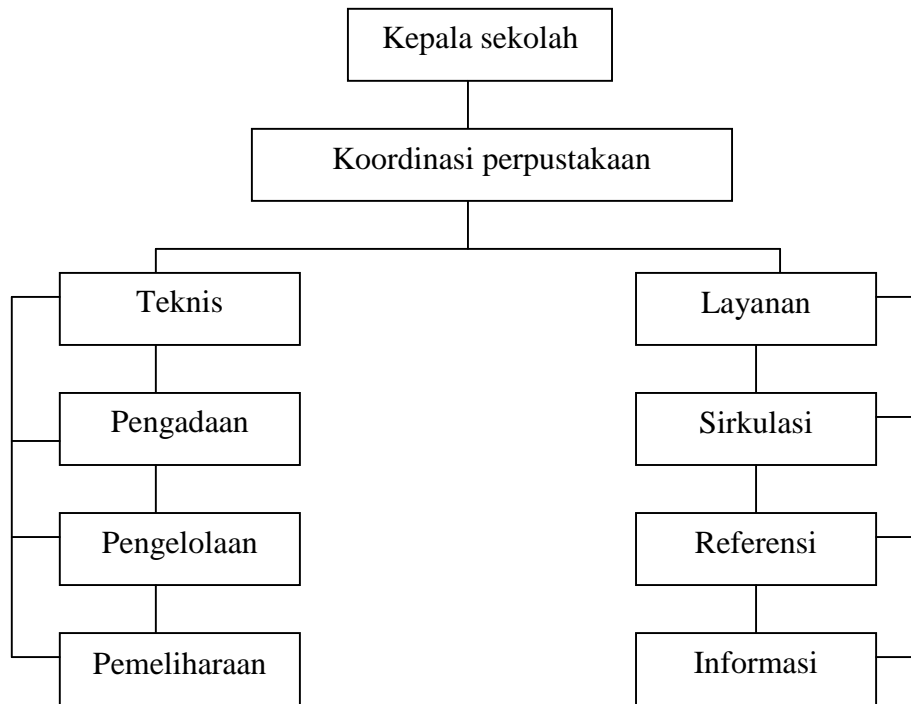 Kepala sekolah
Koordinasi perpustakaan
Teknis
Layanan
Pengadaan
Sirkulasi
Pengelolaan
Referensi
Pemeliharaan
Informasi